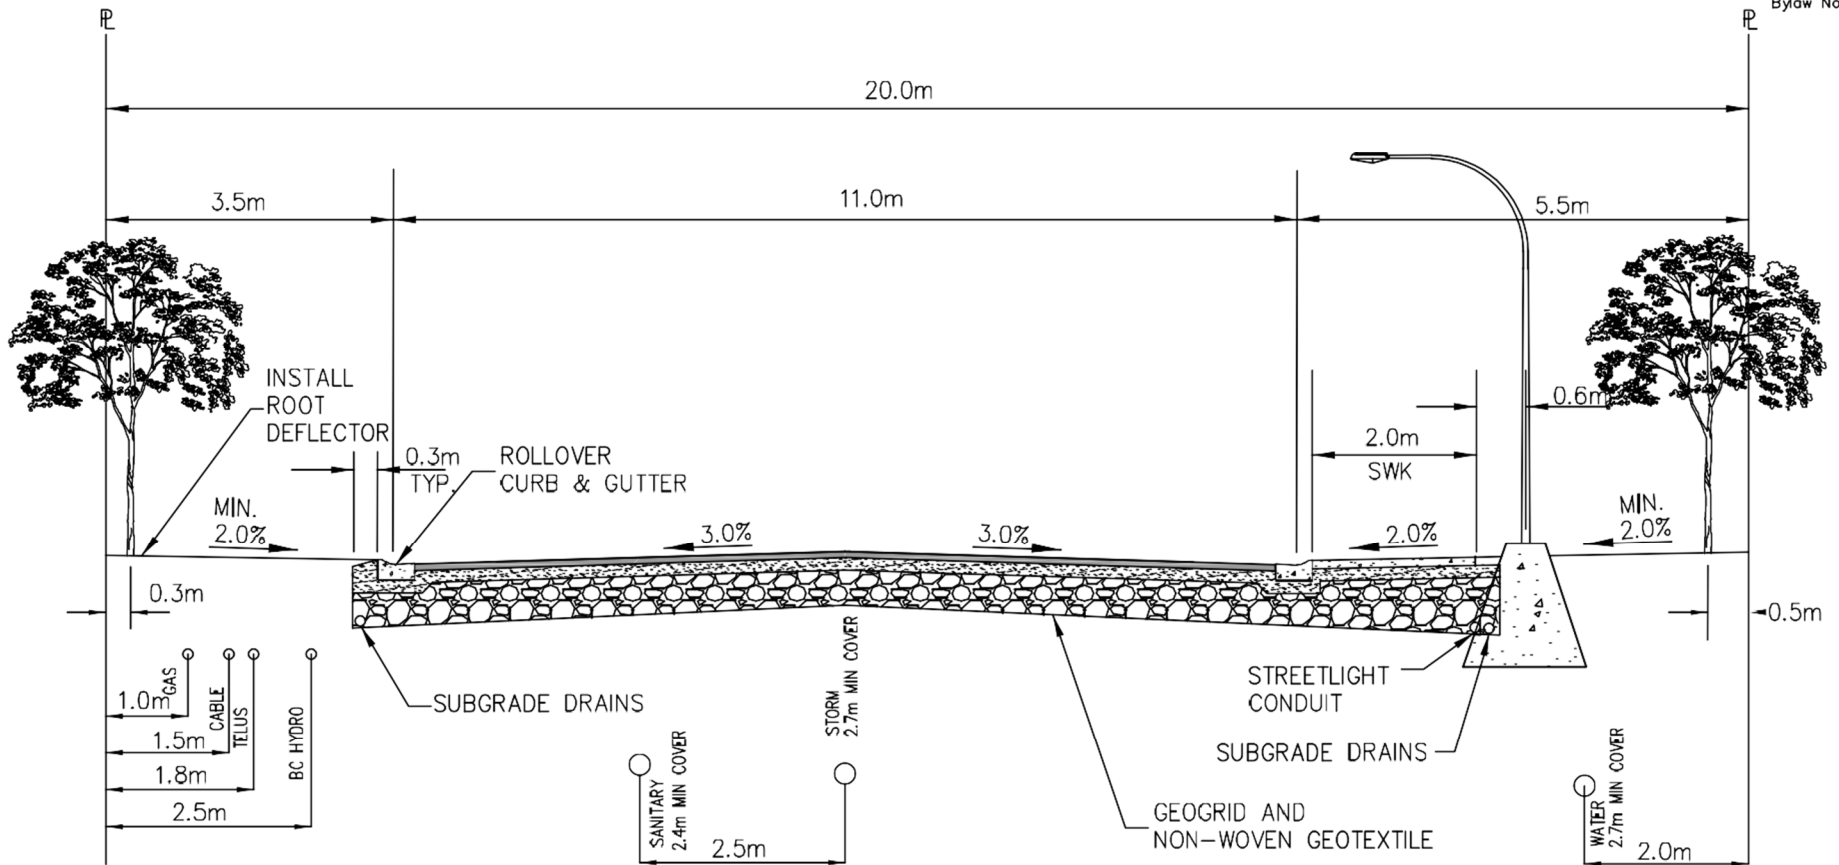 PL
PL
Bylaw No
20.0m
3.5m
11.0m
5.5m
INSTALL
ROOT
DEFLECTOR
0.3m
TYP.
ROLLOVER
CURB & GUTTER
0.6m
2.0m
SWK
MIN.
2.0%
3.0%
3.0%
2.0%
MIN.
2.0%
0.3m
0.5m
GAS
CABLE
TELUS
BC HYDRO
1.0m
1.5m
1.8m
2.5m
SUBGRADE DRAINS
SANITARY
2.4m MIN COVER
STORM
2.7m MIN COVER
2.5m
STREETLIGHT
CONDUIT
SUBGRADE DRAINS
GEOGRID AND
NON-WOVEN GEOTEXTILE
WATER
2.7m MIN COVER
2.0m